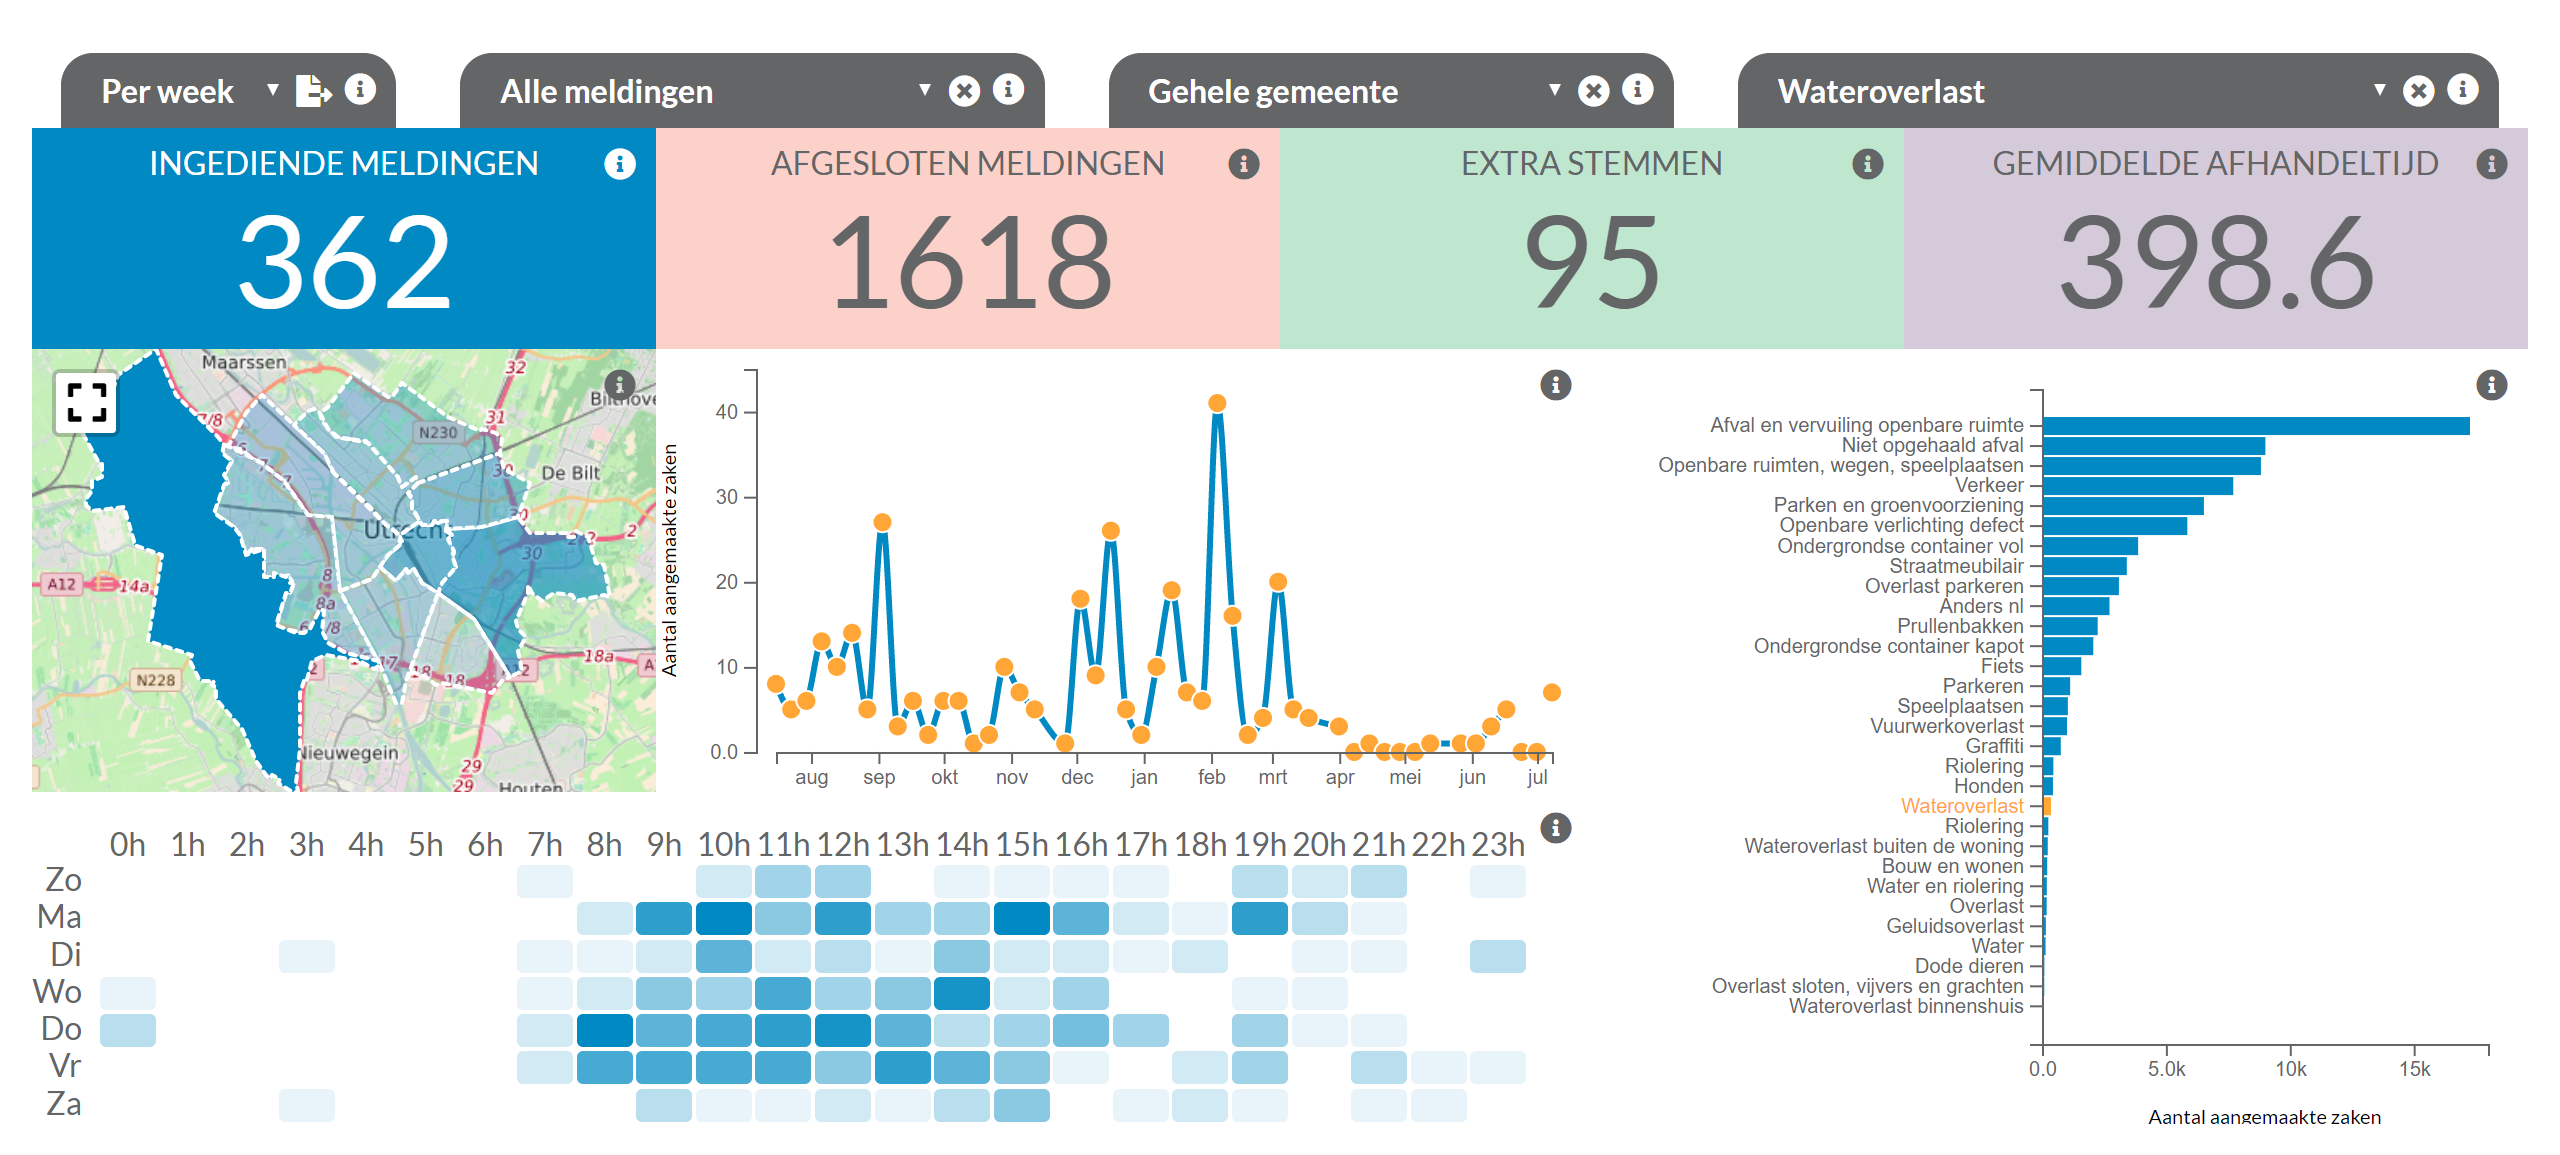 Per week
Alle meldingen
Gehele gemeente
Wateroverlast
INGEDIENDE MELDINGEN
362
AFGESLOTEN MELDINGEN
1618
EXTRA STEMMEN
95
GEMIDDELDE AFHANDELTIJD
398.6
Maarssen
32
7/8
31
N230
De Bilt
30
30
2
8
8a
A12
14a
17
18
18
18a
N228
Nieuwegein
29
29
Houten
Aantal aangemaakte zaken
40
30
20
10
0.0
aug sep okt nov dec jan feb mrt apr mei jun jul
Afval en vervuiling openbare ruimte
Niet opgehaald afval
Openbare ruimten, wegen, speelplaatsen
Verkeer
Parken en groenvoorziening
Openbare verlichting defect
Ondergrondse container vol
Straatmeubilair
Overlast parkeren
Anders nl
Prullenbakken
Ondergrondse container kapot
Fiets
Parkeren
Speelplaatsen
Vuurwerkoverlast
Graffiti
Riolering
Honden
Wateroverlast
Riolering
Wateroverlast buiten de woning
Bouw en wonen
Water en riolering
Overlast
Geluidsoverlast
Water
Dode dieren
Overlast sloten, vijvers en grachten
Wateroverlast binnenshuis
0.0 5.0k 10k 15k
Aantal aangemaakte zaken
0h 1h 2h 3h 4h 5h 6h 7h 8h 9h 10h 11h 12h 13h 14h 15h 16h 17h 18h 19h 20h 21h 22h 23h
Zo
Ma
Di
Wo
Do
Vr
Za